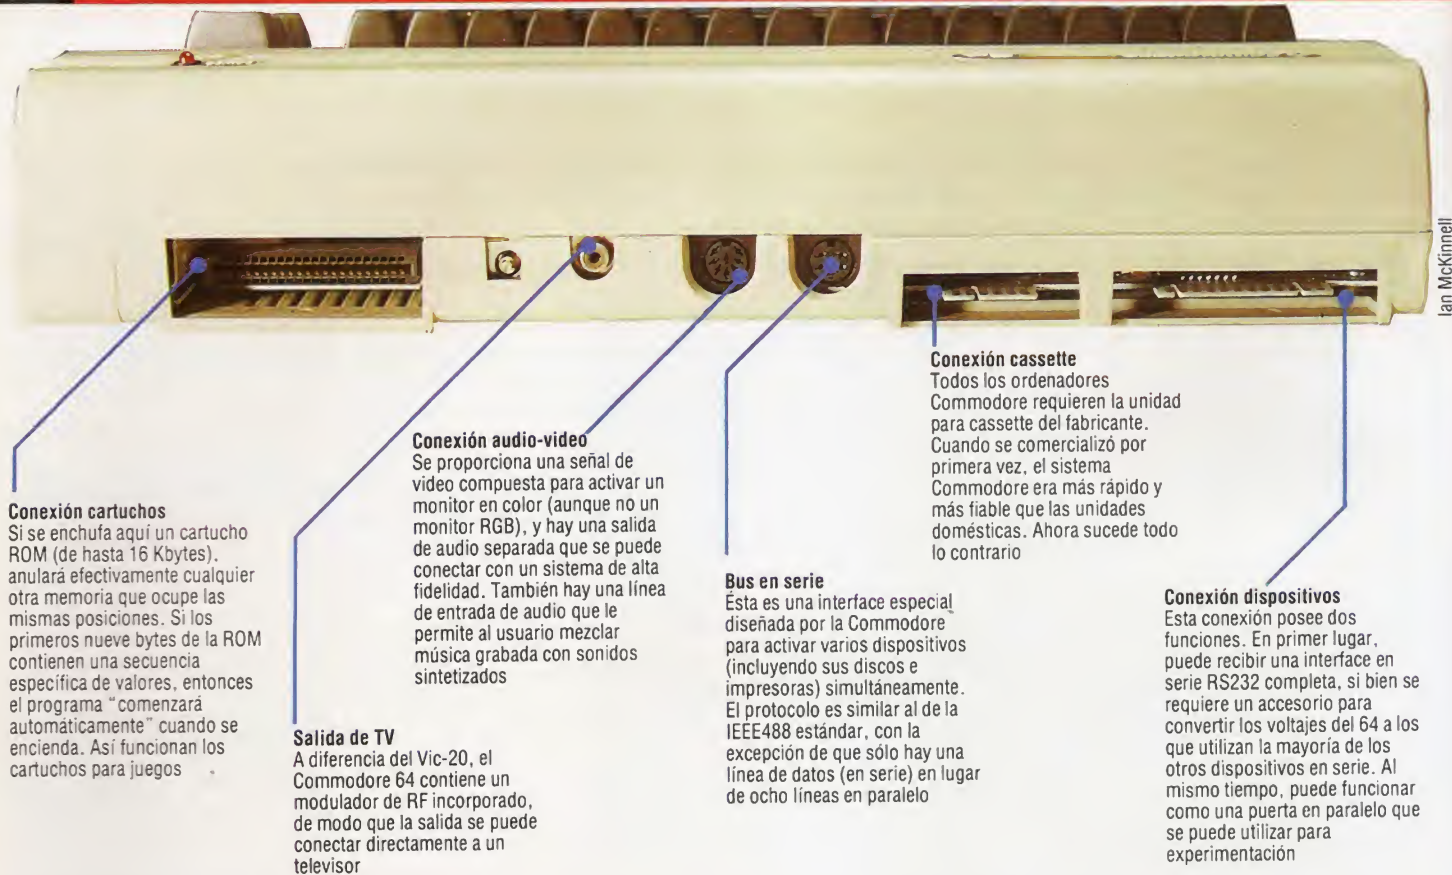 Ian McKinnell
Conexión cartuchos
Si se enchufa aquí un cartucho
ROM (de hasta 16 Kbytes),
anulará efectivamente cualquier
otra memoria que ocupe las
mismas posiciones. Si los
primeros nueve bytes de la ROM
contienen una secuencia
específica de valores, entonces
el programa "comenzará
automáticamente" cuando se
encienda. Así funcionan los
cartuchos para juegos
Salida de TV
A diferencia del Vic-20, el
Commodore 64 contiene un
modulador de RF incorporado,
de modo que la salida se puede
conectar directamente a un
televisor
Conexión audio-video
Se proporciona una señal de
video compuesta para activar un
monitor en color (aunque no un
monitor RGB), y hay una salida
de audio separada que se puede
conectar con un sistema de alta
fidelidad. También hay una línea
de entrada de audio que le
permite al usuario mezclar
música grabada con sonidos
sintetizados
Bus en serie
Ésta es una interface especial
diseñada por la Commodore
para activar varios dispositivos
(incluyendo sus discos e
impresoras) simultáneamente.
El protocolo es similar al de la
IEEE488 estándar, con la
excepción de que sólo hay una
línea de datos (en serie) en lugar
de ocho líneas en paralelo
Conexión cassette
Todos los ordenadores
Commodore requieren la unidad
para cassette del fabricante.
Cuando se comercializó por
primera vez, el sistema
Commodore era más rápido y
más fiable que las unidades
domésticas. Ahora sucede todo
lo contrario
Conexión dispositivos
Esta conexión posee dos
funciones. En primer lugar,
puede recibir una interface en
serie RS232 completa, si bien se
requiere un accesorio para
convertir los voltajes del 64 a los
que utilizan la mayoría de los
otros dispositivos en serie. Al
mismo tiempo, puede funcionar
como una puerta en paralelo que
se puede utilizar para
experimentación